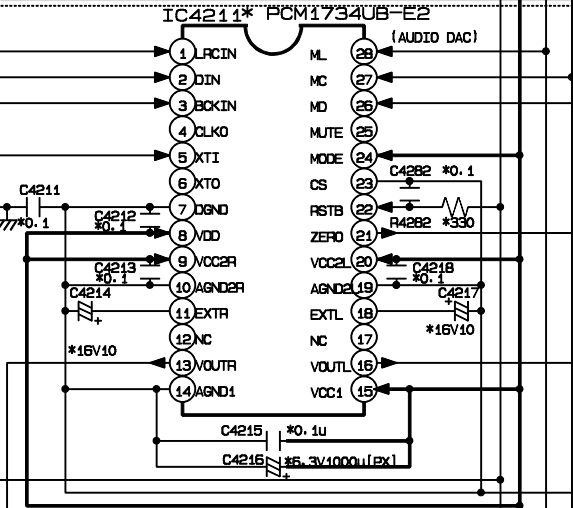 IC4211* PCM1734UB-E2
(AUDIO DAC)
1 LRCIN ML 28
2 DIN MC 27
3 BCKIN MD 26
4 CLKO MUTE 25
5 XTI MODE 24
C4282 *0.1
6 XTO CS 23
C4211
7 DGND RSTB 22
*0.1
C4212
*0.1
R4282 *330
8 VDD ZERO 21
9 VCC2R VCC2L 20
C4213
*0.1
C4218
*0.1
10 AGND2R AGND2L 19
C4214
C4217
11 EXTR EXTL 18
+
+
*16V10
12 NC NC 17
*16V10
13 VOUTR VOUTL 16
14 AGND1 VCC1 15
C4215 *0.1u
C4216 *6.3V1000u[PX]
+